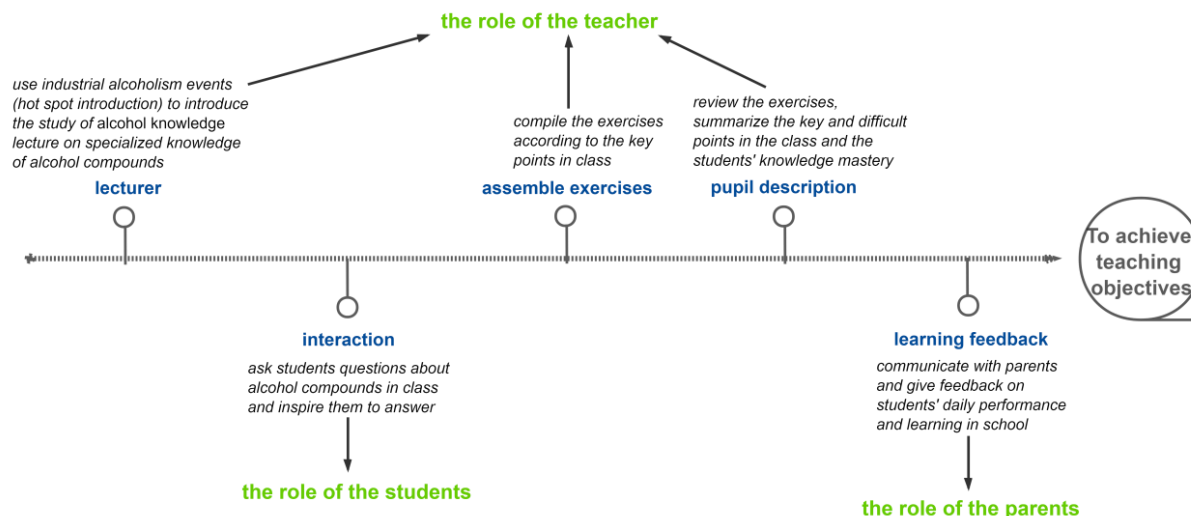 the role of the teacher
use industrial alcoholism events
(hot spot introduction) to introduce
the study of alcohol knowledge
lecture on specialized knowledge
of alcohol compounds
lecturer
compile the exercises
according to the key
points in class
assemble exercises
review the exercises,
summarize the key and difficult
points in the class and the
students' knowledge mastery
pupil description
To achieve
teaching
objectives
interaction
ask students questions about
alcohol compounds in class
and inspire them to answer
the role of the students
learning feedback
communicate with parents
and give feedback on
students' daily performance
and learning in school
the role of the parents